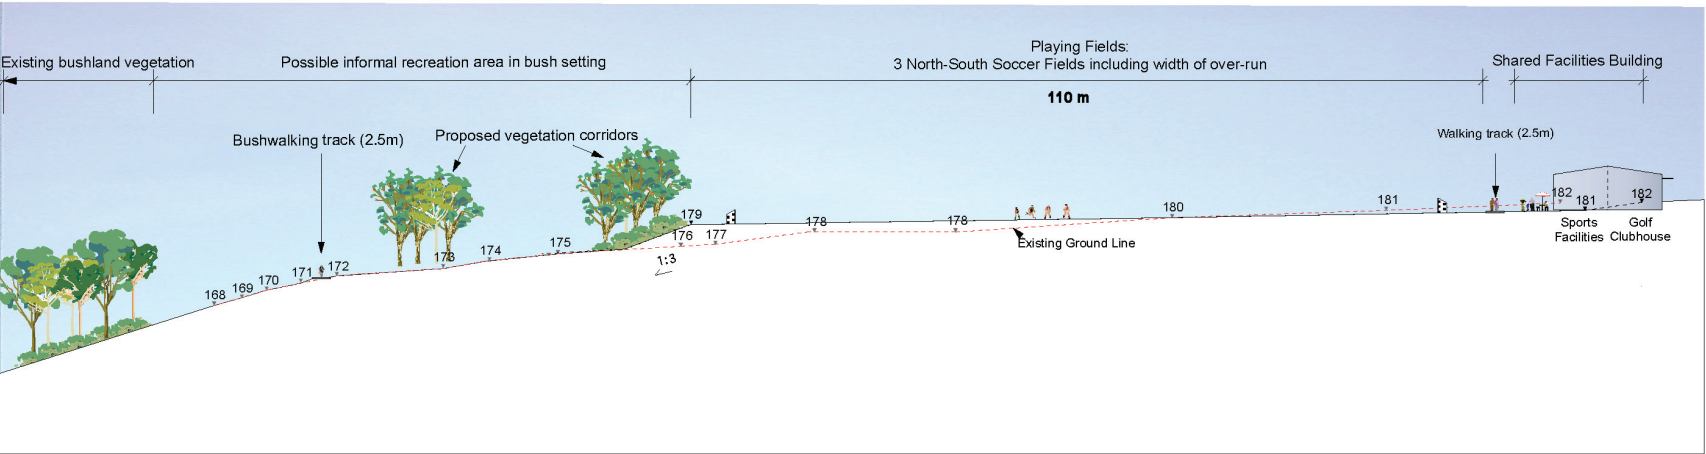 Playing Fields:
Existing bushland vegetation
Possible informal recreation area in bush setting
3 North-South Soccer Fields including width of over-run
Shared Facilities Building
110 m
Bushwalking track (2.5m)
Proposed vegetation corridors
Walking track (2.5m)
168
169
170
171
172
173
174
175
179
176
177
1:3
178
178
Existing Ground Line
180
181
182
181
182
Sports
Facilities
Golf
Clubhouse